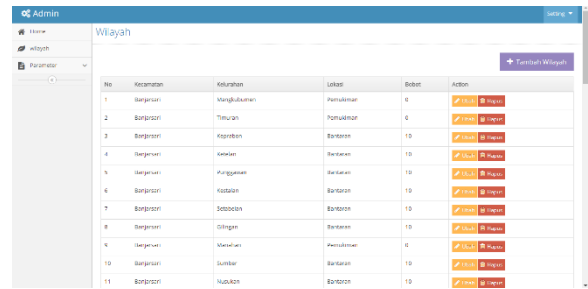 Admin
Setting
Home
wilayah
Parameter
Wilayah
+ Tambah Wilayah
No Kecamatan Kelurahan Lokasi Bobot Action
1 Banjarsari Mangkubumen Pemukiman 6 Ubah Hapus
2 Banjarsari Timuran Pemukiman 6 Ubah Hapus
3 Banjarsari Keprabon Bantaran 10 Ubah Hapus
4 Banjarsari Ketelan Bantaran 10 Ubah Hapus
5 Banjarsari Punggawan Bantaran 10 Ubah Hapus
6 Banjarsari Kestalan Bantaran 10 Ubah Hapus
7 Banjarsari Setabelan Bantaran 10 Ubah Hapus
8 Banjarsari Gilingan Bantaran 10 Ubah Hapus
9 Banjarsari Manahan Pemukiman 6 Ubah Hapus
10 Banjarsari Sumber Bantaran 10 Ubah Hapus
11 Banjarsari Nusukan Bantaran 10 Ubah Hapus